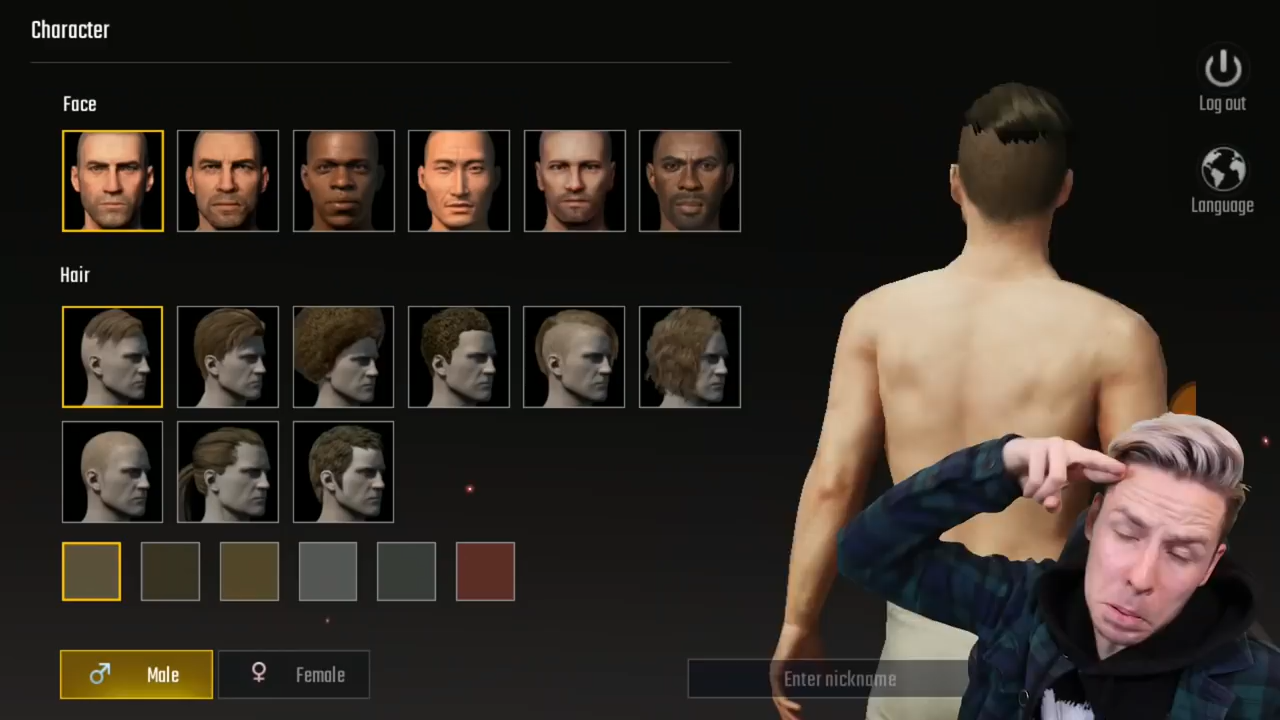 Character
Log out
Face
Language
Hair
Male
Female
Enter nickname